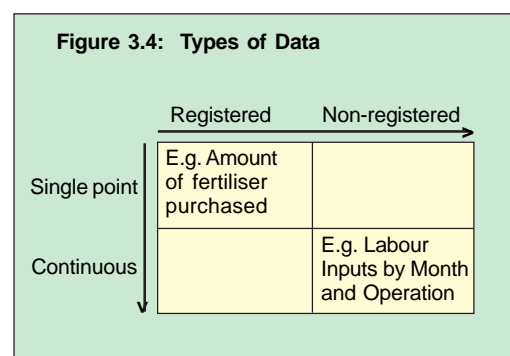 Figure 3.4: Types of Data
Registered Non-registered
Single point
E.g. Amount
of fertiliser
purchased
Continuous
E.g. Labour
Inputs by Month
and Operation